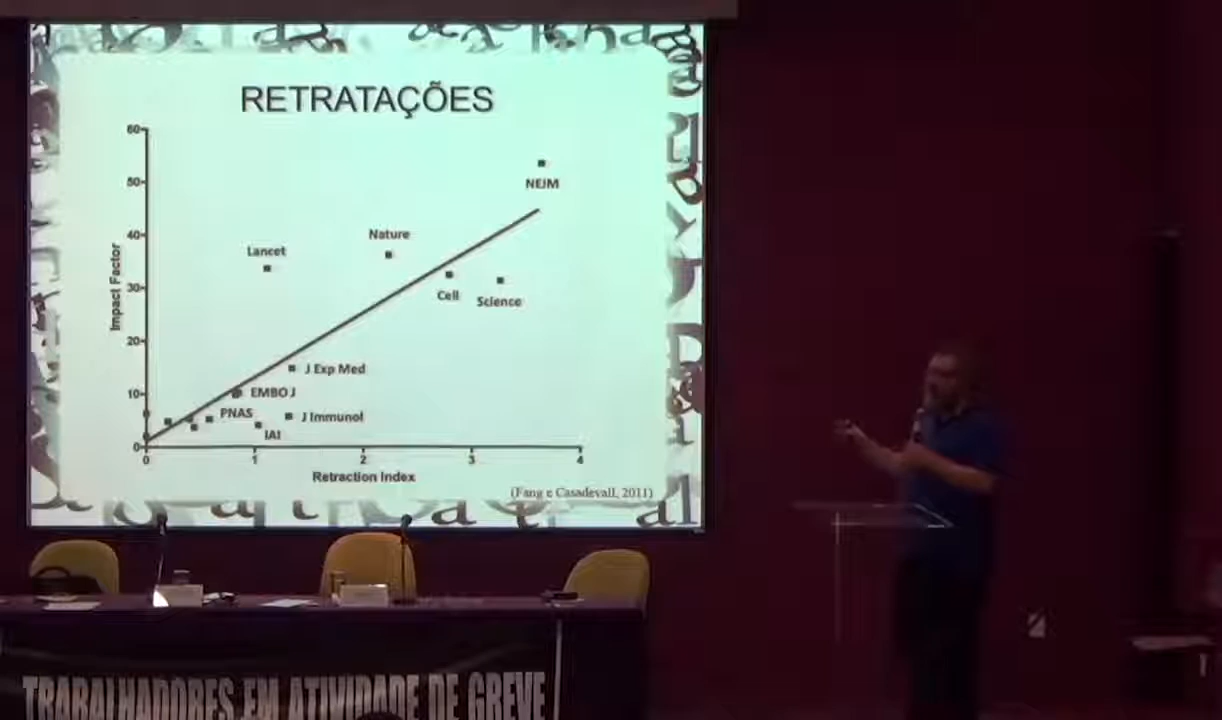 RETRATAÇÕES
60
50
40
30
20
10
0
Impact Factor
NEJM
Nature
Lancet
Cell
Science
J Exp Med
EMBO J
PNAS
J Immunol
IAI
0 1 2 3 4
Retraction Index
(Fang e Casadevall, 2011)
TRABALHADORES EM ATIVIDADE DE GREVE